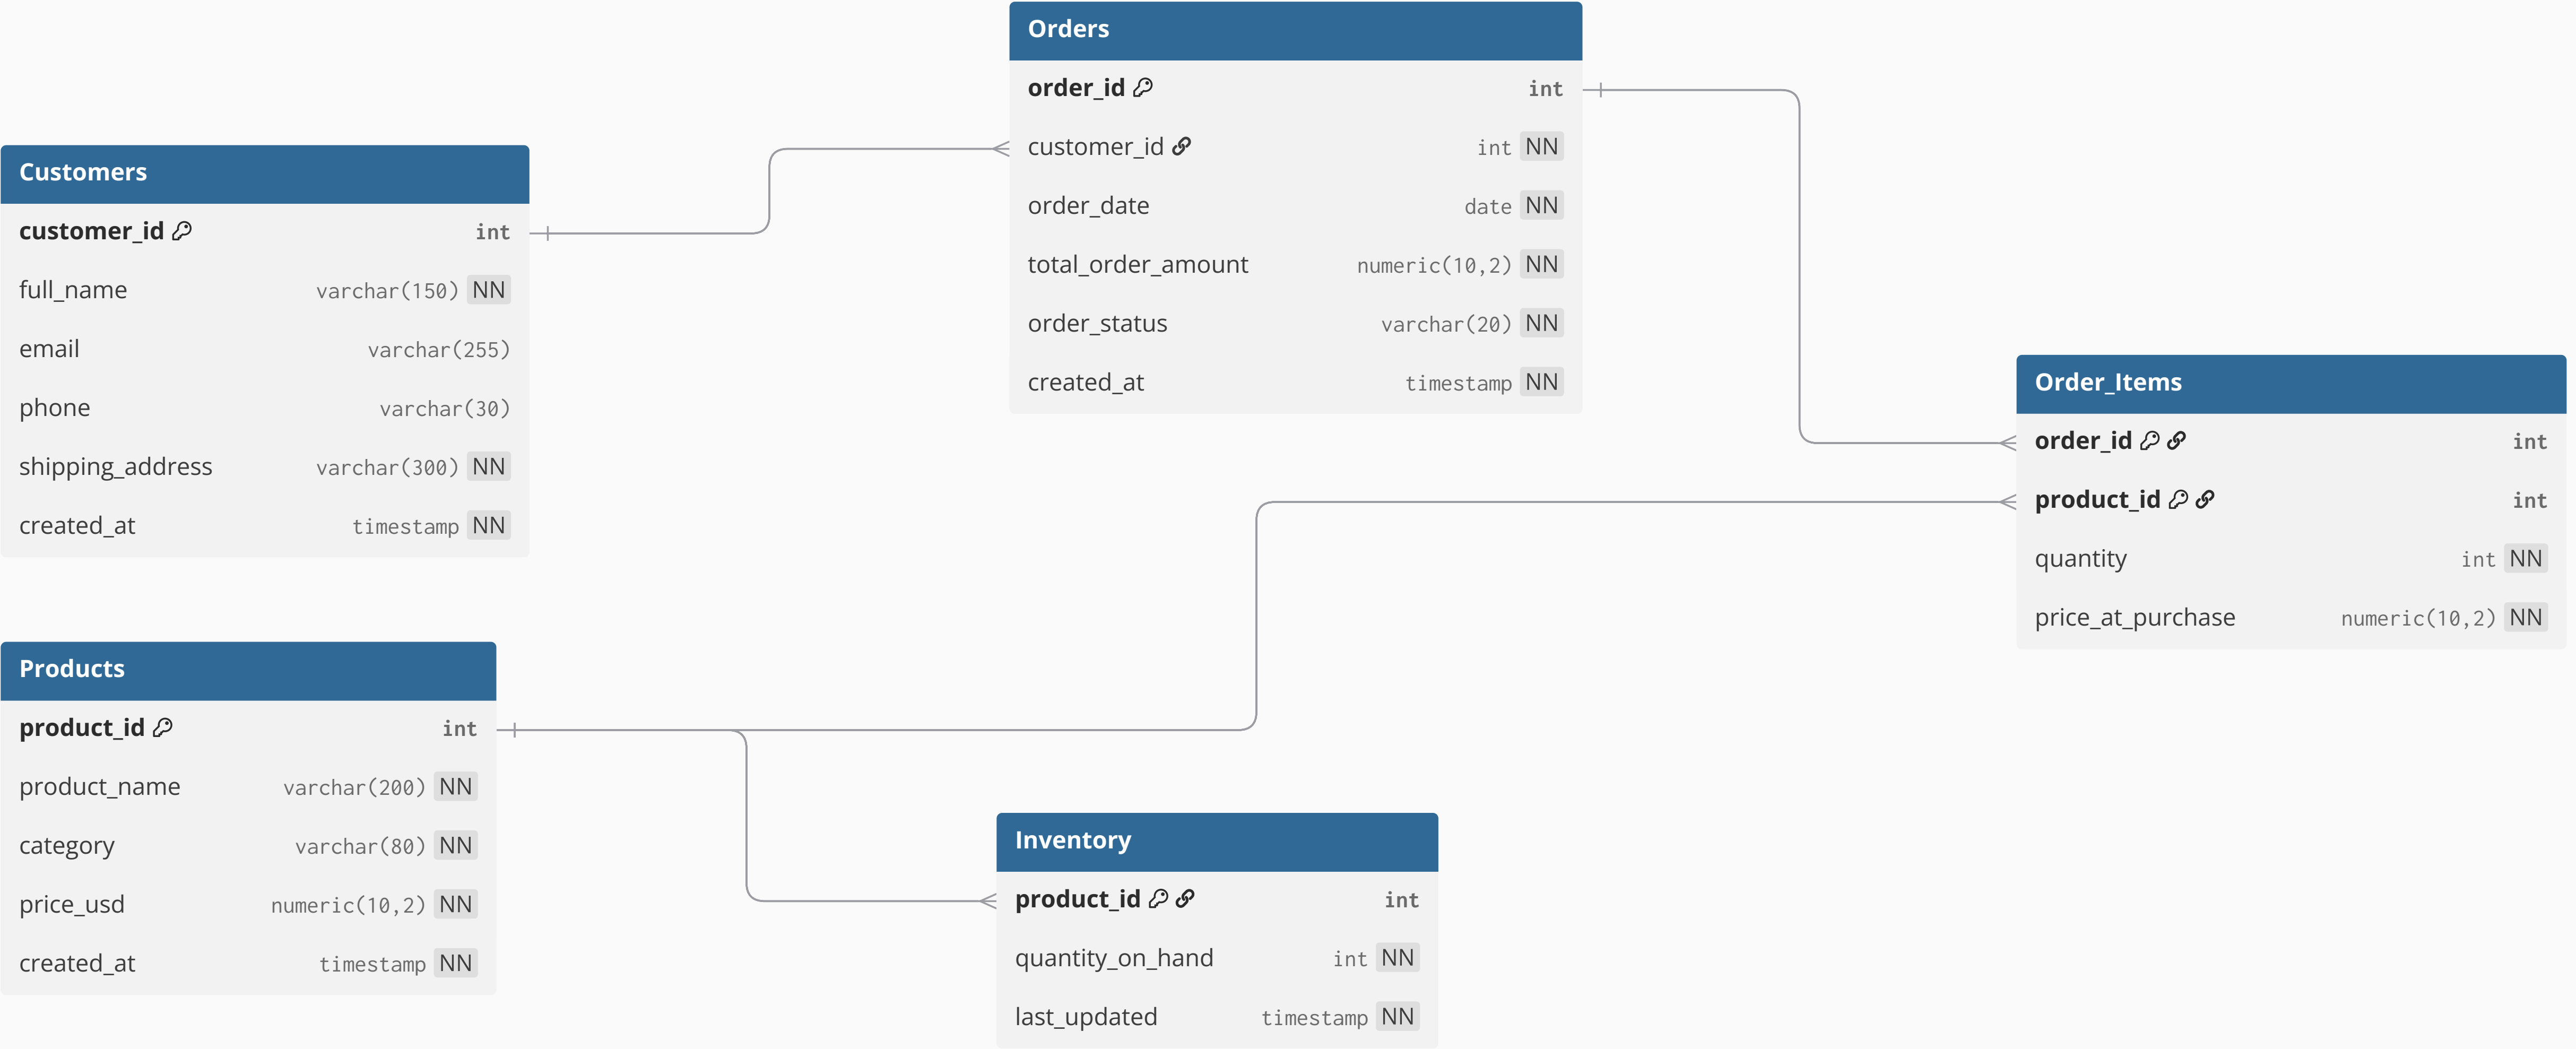 Customers
customer_id int
full_name varchar(150) NN
email varchar(255)
phone varchar(30)
shipping_address varchar(300) NN
created_at timestamp NN
Orders
order_id int
customer_id int NN
order_date date NN
total_order_amount numeric(10,2) NN
order_status varchar(20) NN
created_at timestamp NN
Order_Items
order_id int
product_id int
quantity int NN
price_at_purchase numeric(10,2) NN
Products
product_id int
product_name varchar(200) NN
category varchar(80) NN
price_usd numeric(10,2) NN
created_at timestamp NN
Inventory
product_id int
quantity_on_hand int NN
last_updated timestamp NN